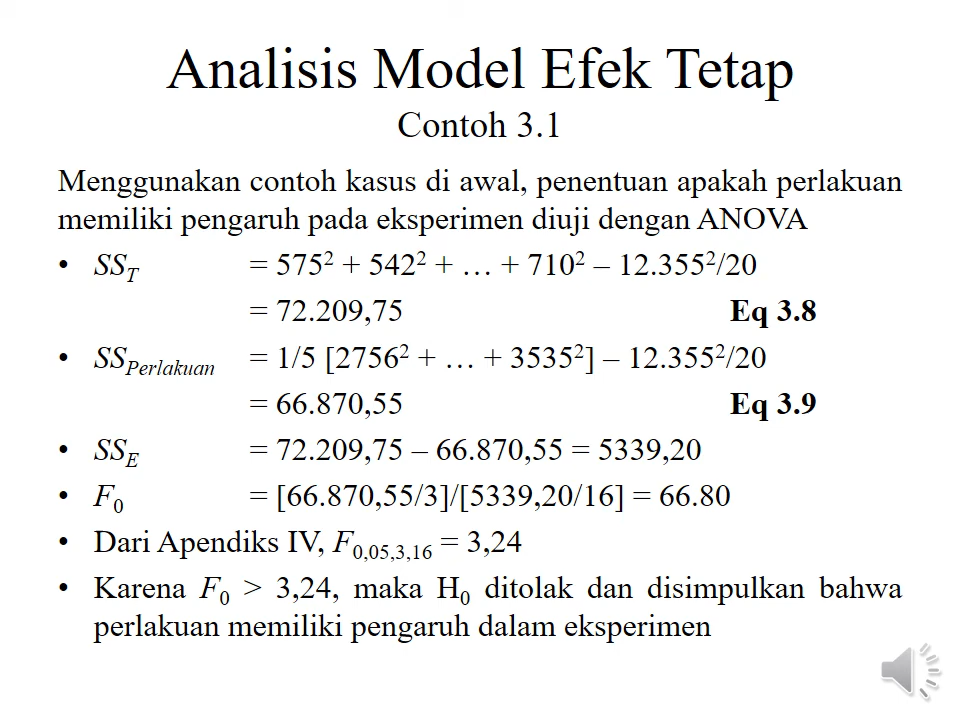 Analisis Model Efek Tetap
Contoh 3.1
Menggunakan contoh kasus di awal, penentuan apakah perlakuan
memiliki pengaruh pada eksperimen diuji dengan ANOVA
• SS_T = 575² + 542² + … + 710² – 12.355²/20
= 72.209,75 Eq 3.8
• SS_Perlakuan = 1/5 [2756² + … + 3535²] – 12.355²/20
= 66.870,55 Eq 3.9
• SS_E = 72.209,75 – 66.870,55 = 5339,20
• F₀ = [66.870,55/3]/[5339,20/16] = 66.80
• Dari Apendiks IV, F_0,05,3,16 = 3,24
• Karena F₀ > 3,24, maka H₀ ditolak dan disimpulkan bahwa
perlakuan memiliki pengaruh dalam eksperimen